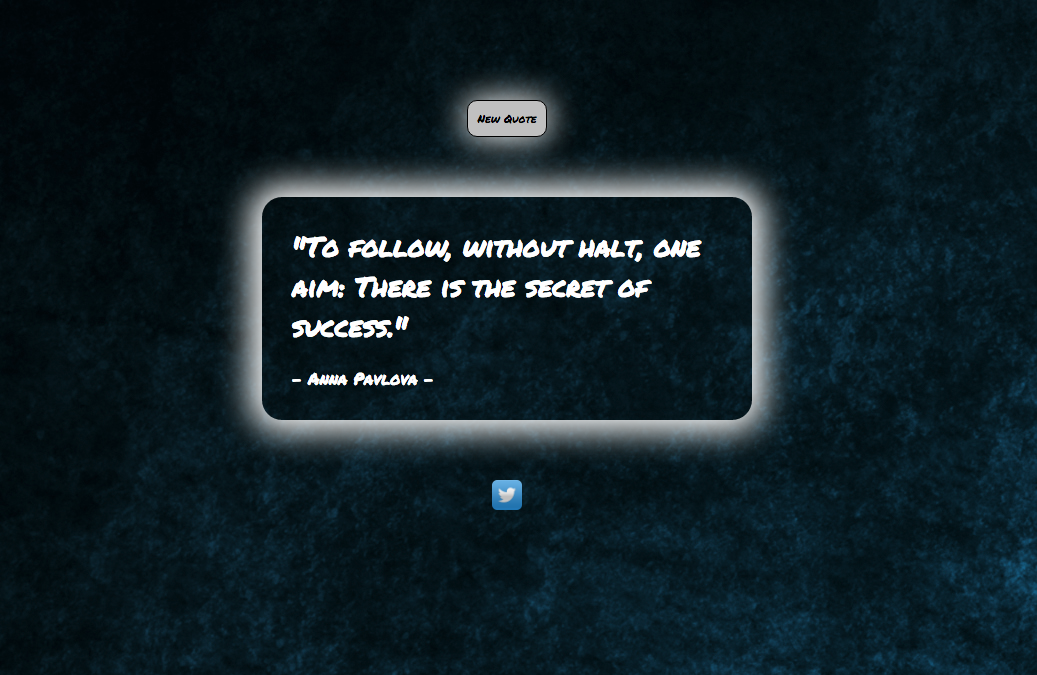 New Quote
"To follow, without halt, one
aim: There is the secret of
success."
- Anna Pavlova -